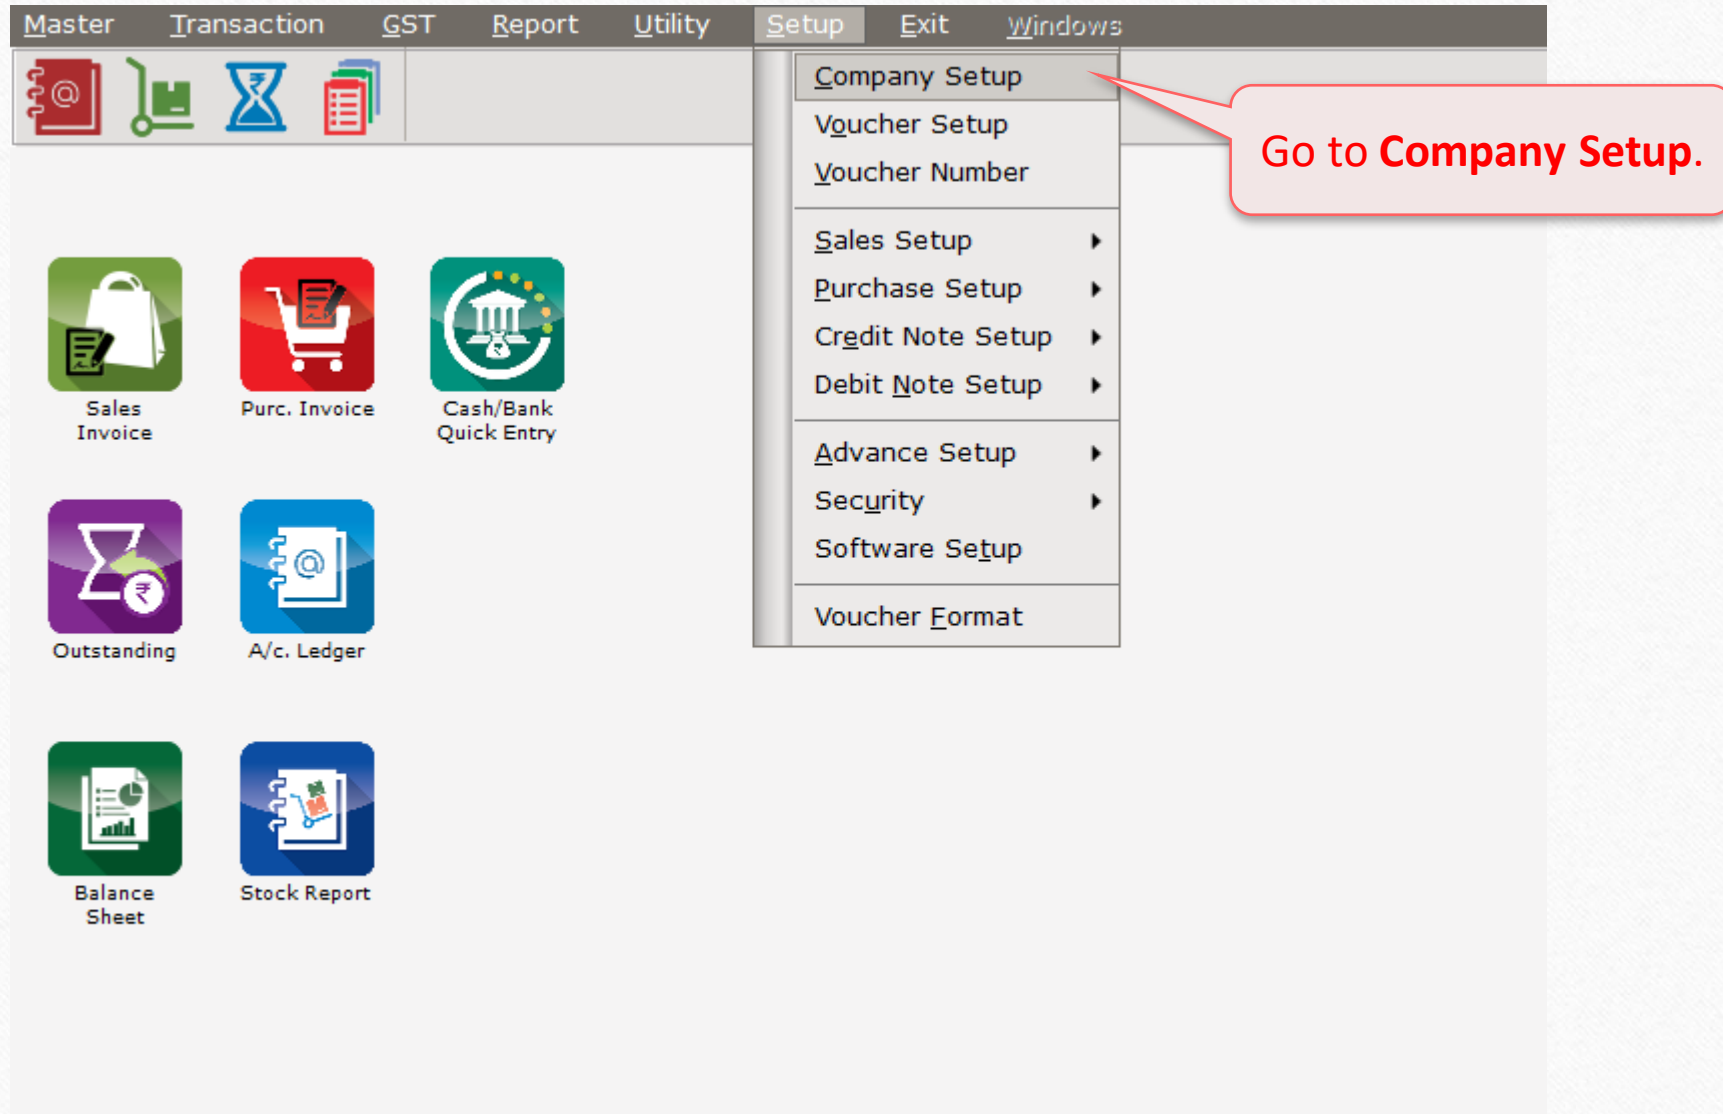 Master Transaction GST Report Utility Setup Exit Windows
Company Setup
Voucher Setup
Voucher Number
Sales Setup
Purchase Setup
Credit Note Setup
Debit Note Setup
Advance Setup
Security
Software Setup
Voucher Format
Go to Company Setup.
Sales
Invoice
Purc. Invoice
Cash/Bank
Quick Entry
Outstanding
A/c. Ledger
Balance
Sheet
Stock Report